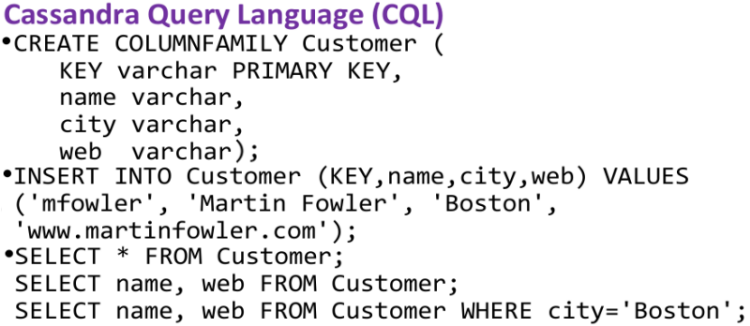 Cassandra Query Language (CQL)
•CREATE COLUMNFAMILY Customer (
KEY varchar PRIMARY KEY,
name varchar,
city varchar,
web  varchar);
•INSERT INTO Customer (KEY,name,city,web) VALUES
('mfowler', 'Martin Fowler', 'Boston',
'www.martinfowler.com');
•SELECT * FROM Customer;
SELECT name, web FROM Customer;
SELECT name, web FROM Customer WHERE city='Boston';